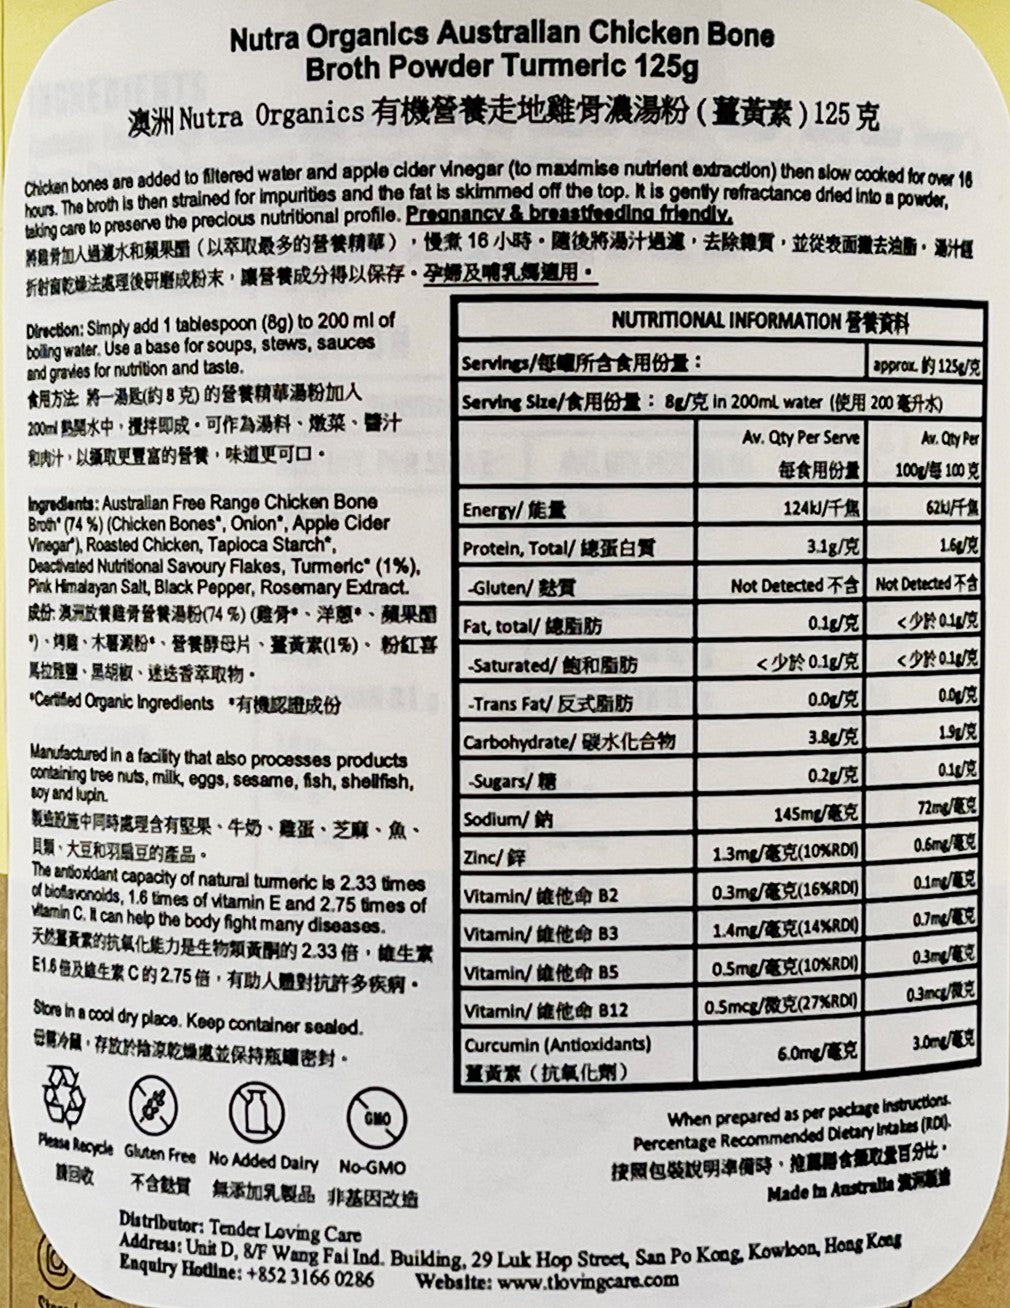 Nutra Organics Australian Chicken Bone
Broth Powder Turmeric 125g
澳洲 Nutra Organics 有機營養走地雞骨濃湯粉 (薑黃素) 125 克
Chicken bones are added to filtered water and apple cider vinegar (to maximise nutrient extraction) then slow cooked for over 16
hours. The broth is then strained for impurities and the fat is skimmed off the top. It is gently refractance dried into a powder,
taking care to preserve the precious nutritional profile. Pregnancy & breastfeeding friendly.
將雞骨加入過濾水和蘋果醋(以萃取最多的營養精華),慢煮 16 小時。隨後將湯汁過濾,去除雜質,並從表面撇去油脂。湯汁經
折射窗乾燥法處理後研磨成粉末,讓營養成分得以保存。孕婦及哺乳媽適用。
Direction: Simply add 1 tablespoon (8g) to 200 ml of
boiling water. Use a base for soups, stews, sauces
and gravies for nutrition and taste.
食用方法: 將一湯匙(約 8 克) 的營養精華湯粉加入
200ml 熱開水中,攪拌即成。可作為湯料、燉菜、醬汁
和肉汁,以攝取更豐富的營養,味道更可口。
Ingredients: Australian Free Range Chicken Bone
Broth* (74 %) (Chicken Bones*, Onion*, Apple Cider
Vinegar*), Roasted Chicken, Tapioca Starch*,
Deactivated Nutritional Savoury Flakes, Turmeric* (1%),
Pink Himalayan Salt, Black Pepper, Rosemary Extract.
成份: 澳洲放養雞骨營養湯粉(74 %) (雞骨*、洋蔥*、蘋果醋
*)、烤雞、木薯澱粉*、營養酵母片、薑黃素(1%)、粉紅喜
馬拉雅鹽、黑胡椒、迷迭香萃取物。
*Certified Organic Ingredients *有機認證成份
Manufactured in a facility that also processes products
containing tree nuts, milk, eggs, sesame, fish, shellfish,
soy and lupin.
製造設施中同時處理含有堅果、牛奶、雞蛋、芝麻、魚、
貝類、大豆和羽扇豆的產品。
The antioxidant capacity of natural turmeric is 2.33 times
of bioflavonoids, 1.6 times of vitamin E and 2.75 times of
vitamin C. It can help the body fight many diseases.
天然薑黃素的抗氧化能力是生物類黃酮的 2.33 倍,維生素
E1.6 倍及維生素 C 的 2.75 倍,有助人體對抗許多疾病。
Store in a cool dry place. Keep container sealed.
毋需冷藏,存放於陰涼乾燥處並保持瓶罐密封。
NUTRITIONAL INFORMATION 營養資料
Servings/每罐所含食用份量: approx. 約 125g/克
Serving Size/食用份量: 8g/克 in 200mL water (使用 200 毫升水)
Av. Qty Per Serve Av. Qty Per
每食用份量 100g/每 100 克
Energy/ 能量 124kJ/千焦 62kJ/千焦
Protein, Total/ 總蛋白質 3.1g/克 1.6g/克
-Gluten/ 麩質 Not Detected 不含 Not Detected 不含
Fat, total/ 總脂肪 0.1g/克 <少於 0.1g/克
-Saturated/ 飽和脂肪 <少於 0.1g/克 <少於 0.1g/克
-Trans Fat/ 反式脂肪 0.0g/克 0.0g/克
Carbohydrate/ 碳水化合物 3.8g/克 1.9g/克
-Sugars/ 糖 0.2g/克 0.1g/克
Sodium/ 鈉 145mg/毫克 72mg/毫克
Zinc/ 鋅 1.3mg/毫克(10%RDI) 0.6mg/毫克
Vitamin/ 維他命 B2 0.3mg/毫克(16%RDI) 0.1mg/毫克
Vitamin/ 維他命 B3 1.4mg/毫克(14%RDI) 0.7mg/毫克
Vitamin/ 維他命 B5 0.5mg/毫克(10%RDI) 0.3mg/毫克
Vitamin/ 維他命 B12 0.5mcg/微克(27%RDI) 0.3mcg/微克
Curcumin (Antioxidants)
薑黃素(抗氧化劑) 6.0mg/毫克 3.0mg/毫克
GMO
Please Recycle Gluten Free No Added Dairy No-GMO
請回收 不含麩質 無添加乳製品 非基因改造
When prepared as per package instructions.
Percentage Recommended Dietary Intakes (RDI).
按照包裝說明準備時,推薦膳食攝取量百分比。
Made in Australia 澳洲製造
Distributor: Tender Loving Care
Address: Unit D, 8/F Wang Fai Ind. Building, 29 Luk Hop Street, San Po Kong, Kowloon, Hong Kong
Enquiry Hotline: +852 3166 0286 Website: www.tlovingcare.com